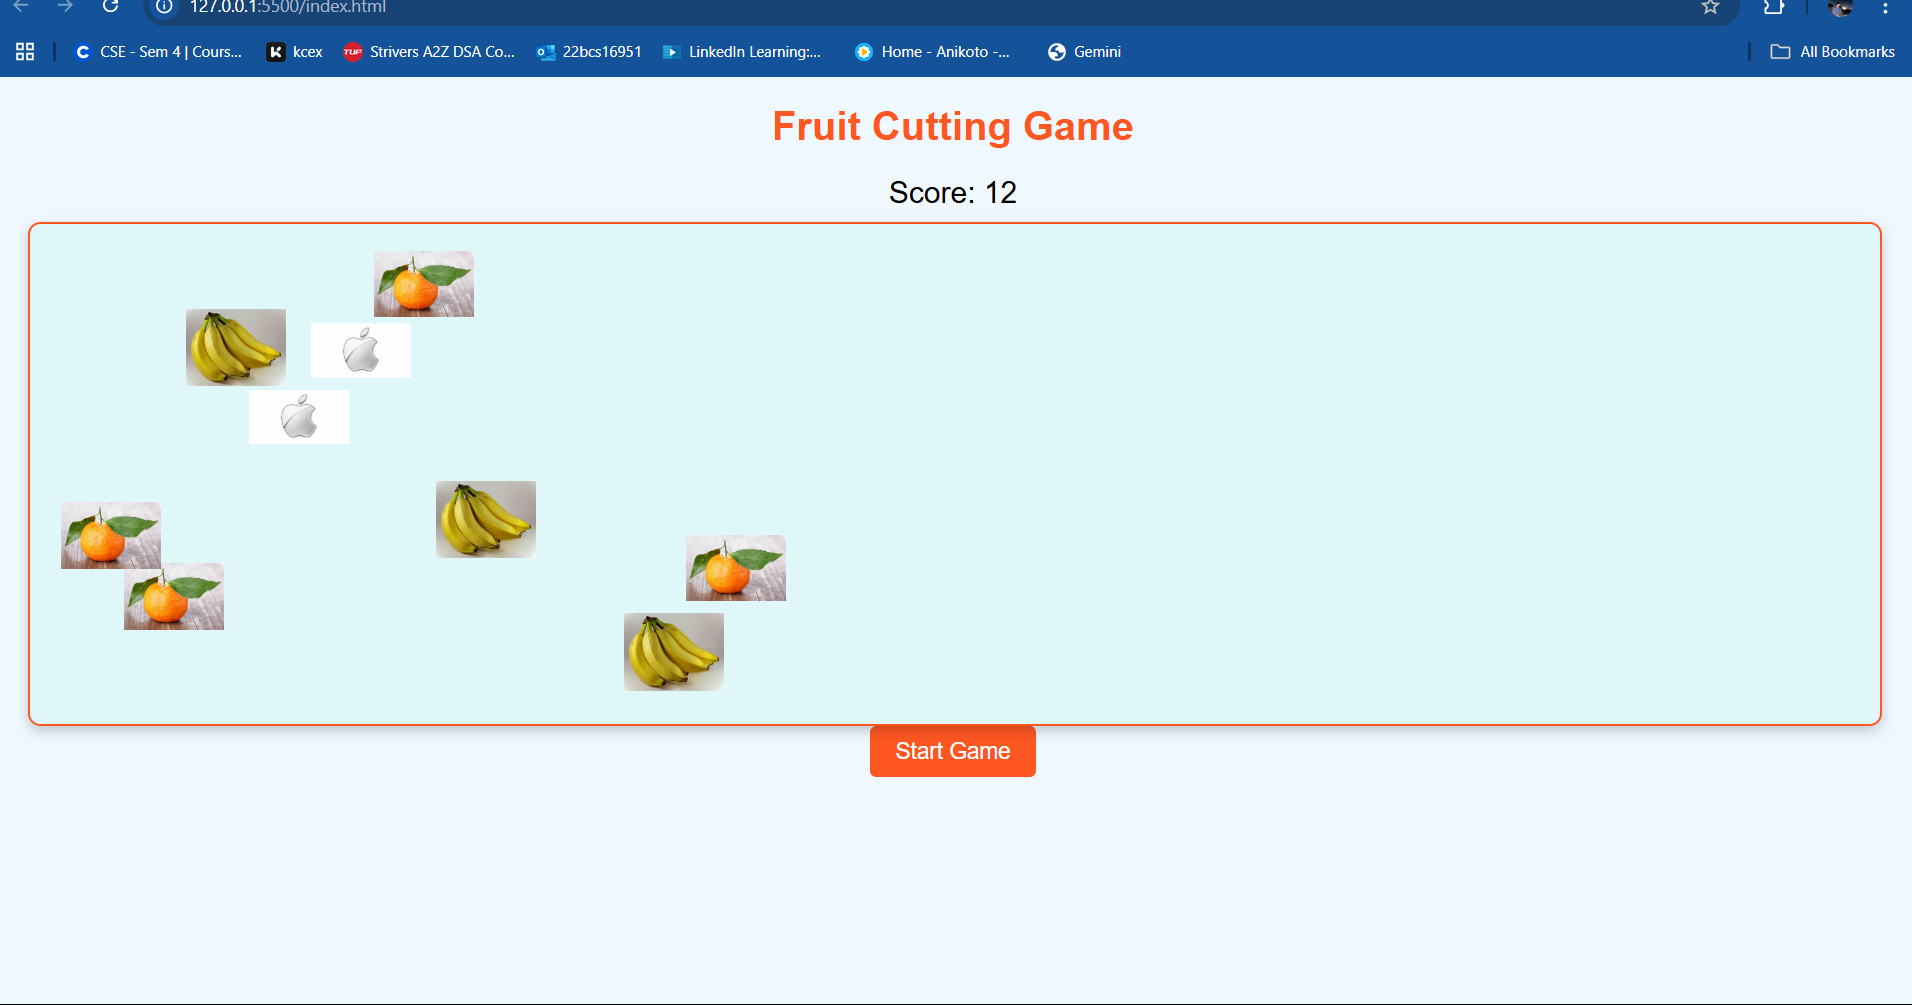 127.0.0.1:5500/index.html
CSE - Sem 4 | Cours... kcex TUF Strivers A2Z DSA Co... 22bcs16951 LinkedIn Learning:... Home - Anikoto -... Gemini All Bookmarks
Fruit Cutting Game
Score: 12
Start Game